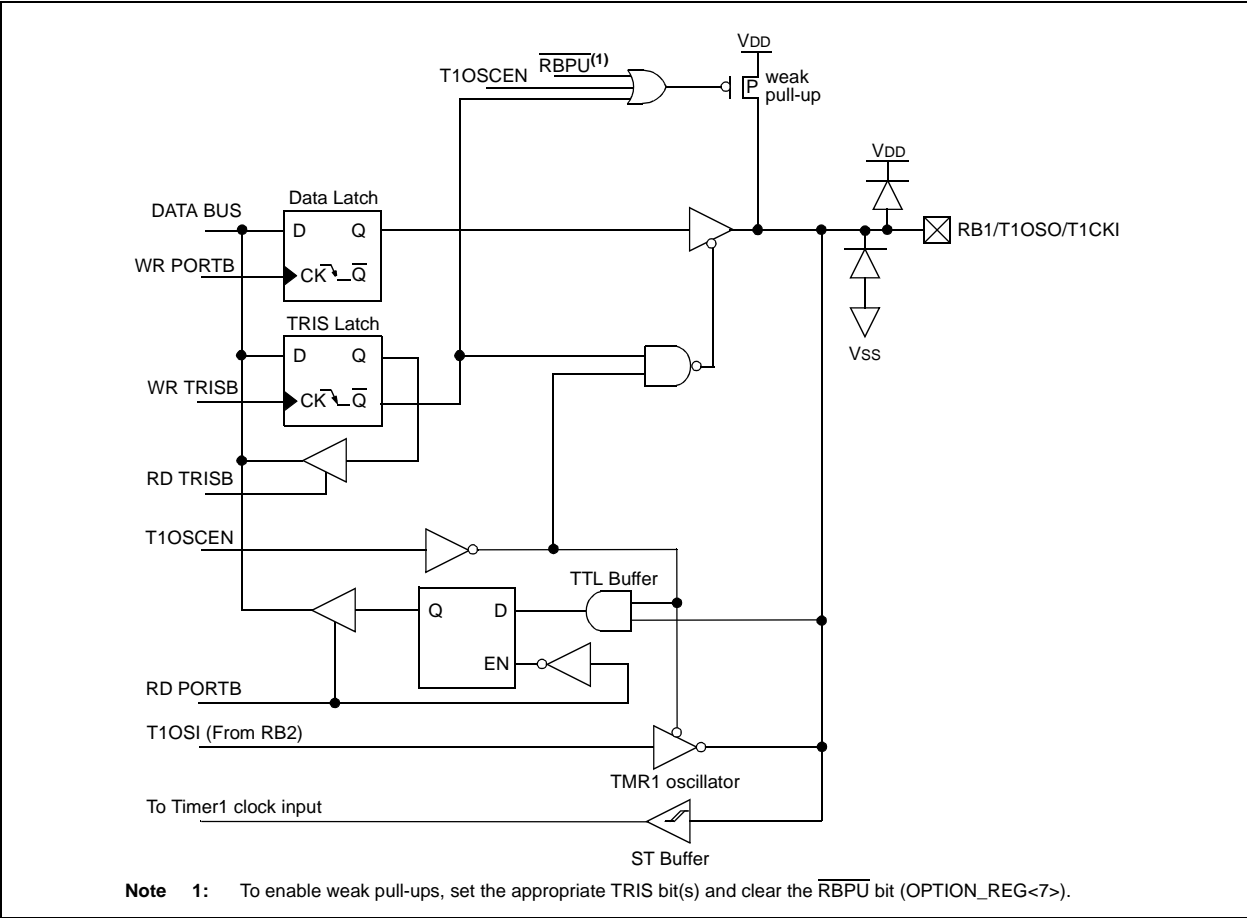 VDD
RBPU(1)
T1OSCEN
P
weak
pull-up
VDD
Data Latch
DATA BUS
D Q
RB1/T1OSO/T1CKI
WR PORTB
CK Q
TRIS Latch
VSS
D Q
WR TRISB
CK Q
RD TRISB
T1OSCEN
TTL Buffer
Q D
EN
RD PORTB
T1OSI (From RB2)
TMR1 oscillator
To Timer1 clock input
ST Buffer
Note 1: To enable weak pull-ups, set the appropriate TRIS bit(s) and clear the RBPU bit (OPTION_REG<7>).